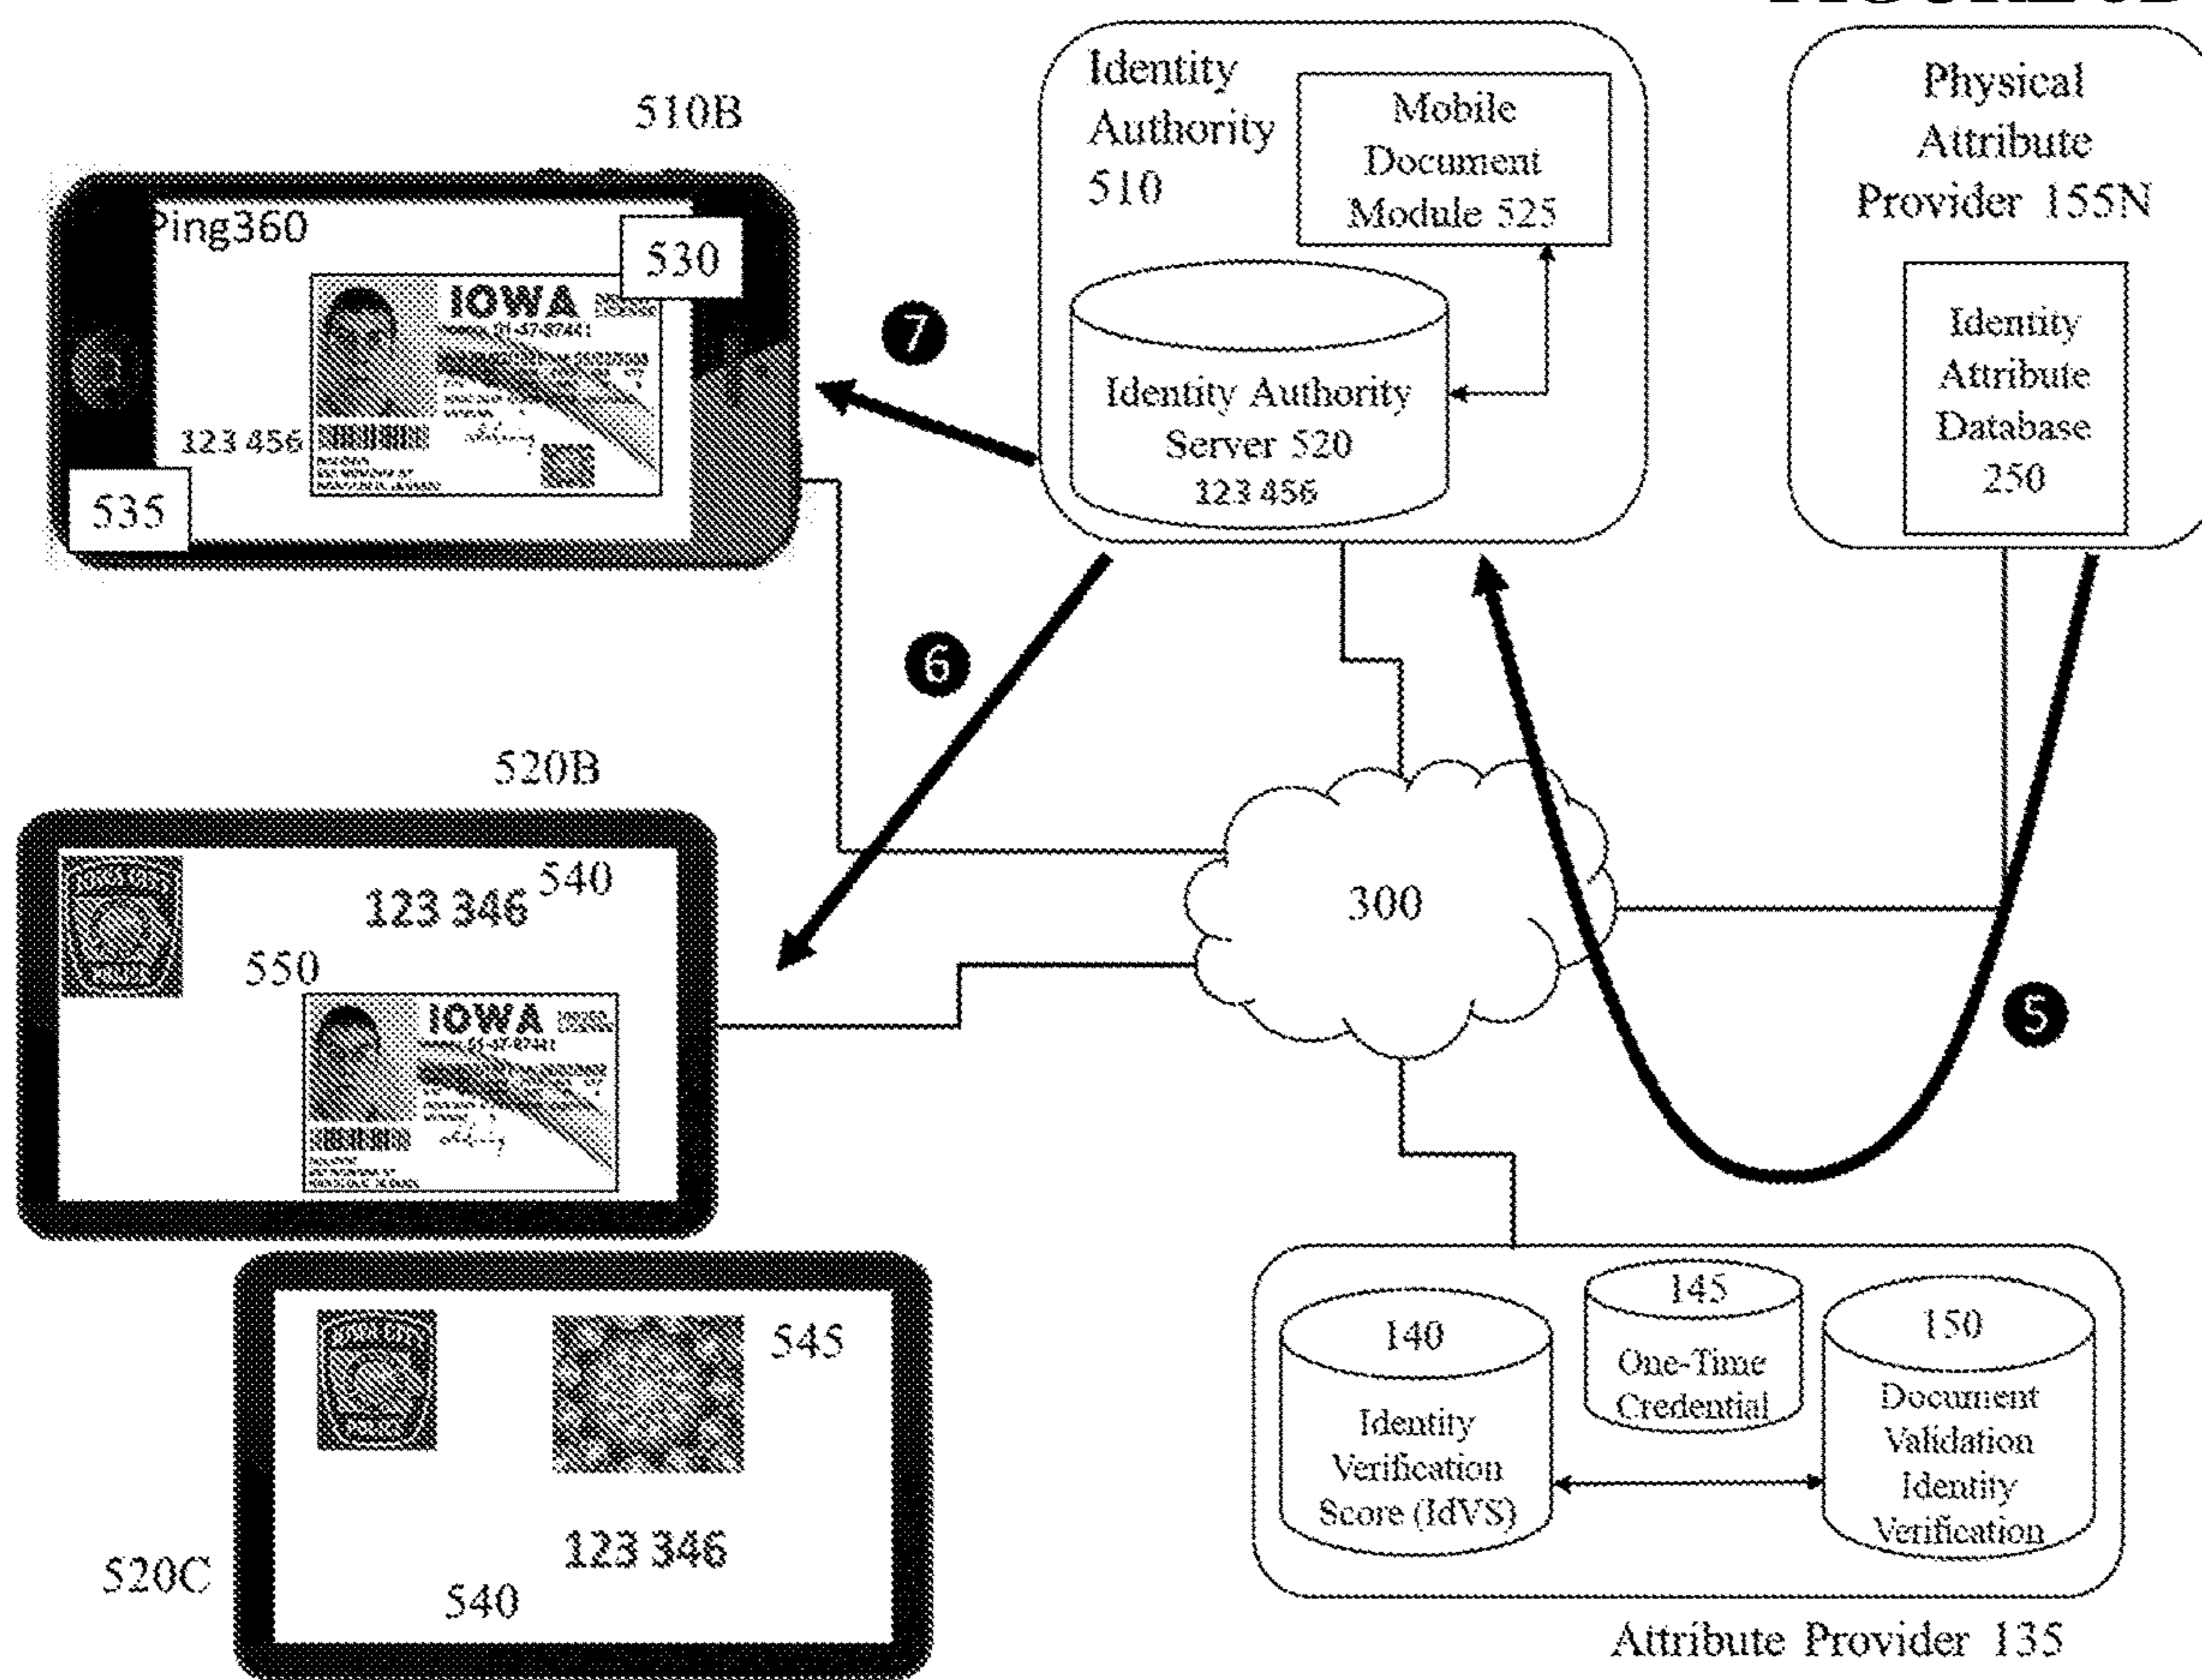 510B
Ping360
530
IOWA
123 456
535
Identity
Authority
510
Mobile
Document
Module 525
Identity Authority
Server 520
123 456
Physical
Attribute
Provider 155N
Identity
Attribute
Database
250
7
6
5
520B
540
123 346
550
IOWA
300
545
123 346
540
520C
145
One-Time
Credential
140
Identity
Verification
Score (IdVS)
150
Document
Validation
Identity
Verification
Attribute Provider 135